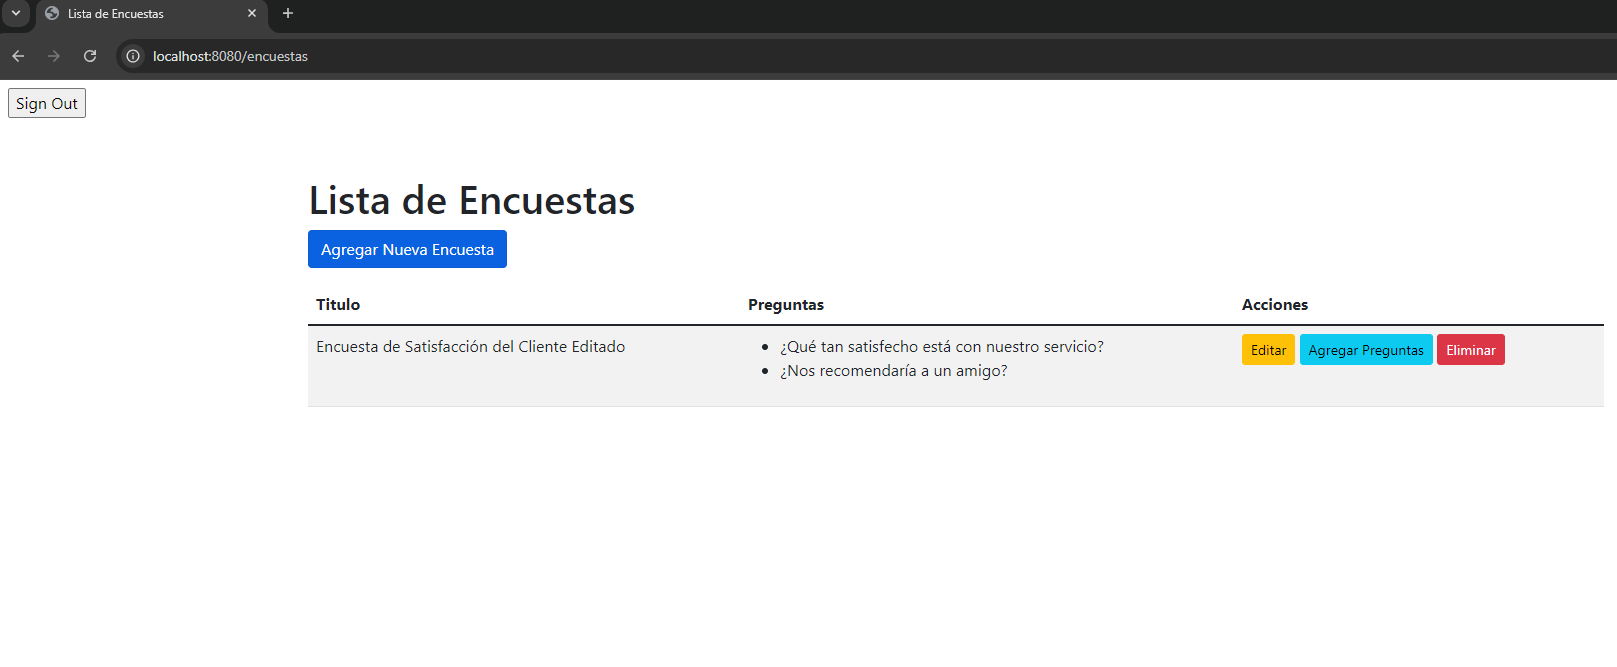 Lista de Encuestas
localhost:8080/encuestas
Sign Out
Lista de Encuestas
Agregar Nueva Encuesta
Titulo Preguntas Acciones
Encuesta de Satisfacción del Cliente Editado ¿Qué tan satisfecho está con nuestro servicio? Editar Agregar Preguntas Eliminar
¿Nos recomendaría a un amigo?